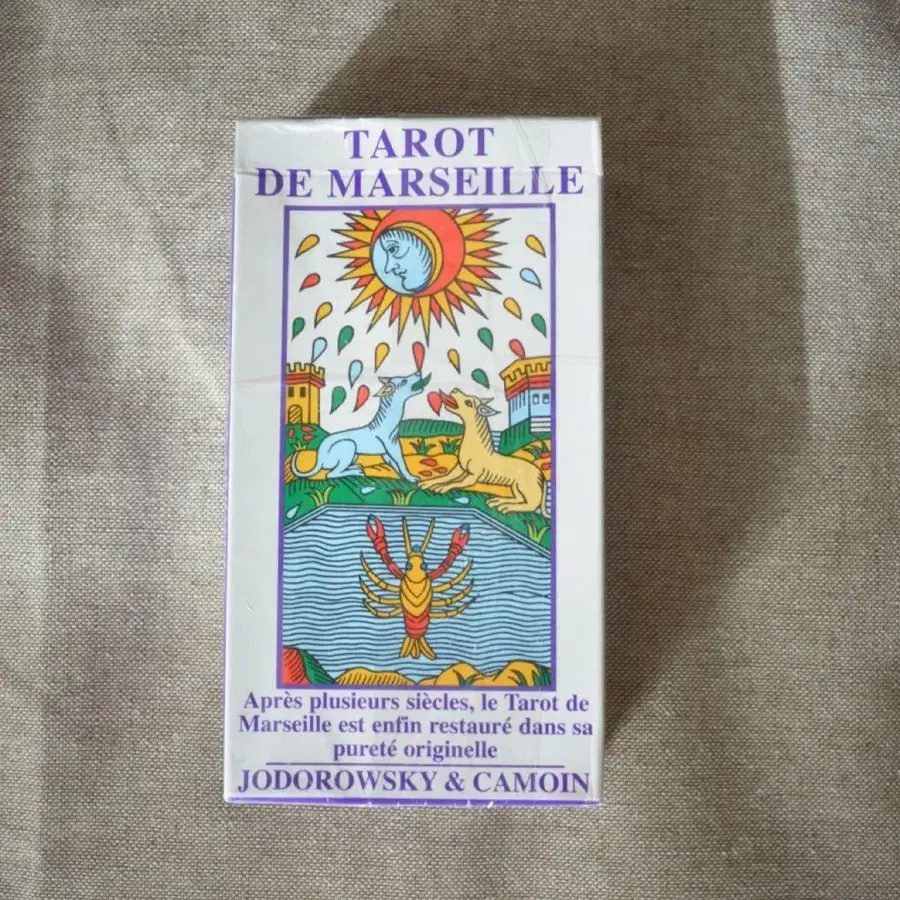 TAROT
DE MARSEILLE
Après plusieurs siècles, le Tarot de
Marseille est enfin restauré dans sa
pureté originelle
JODOROWSKY & CAMOIN